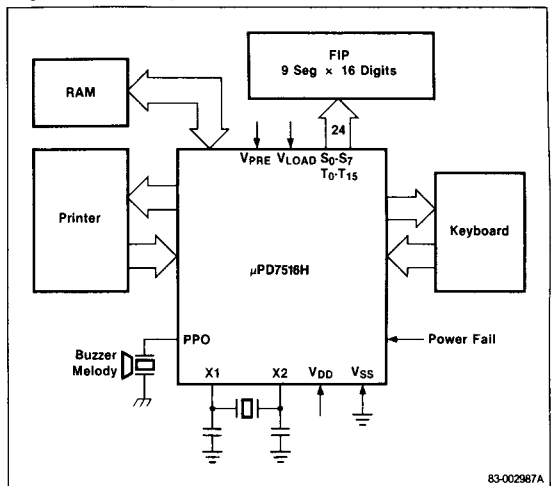 FIP
9 Seg × 16 Digits
RAM
24
VPRE VLOAD S0-S7
T0-T15
Printer
Keyboard
μPD7516H
PPO
Power Fail
Buzzer
Melody
X1 X2 VDD VSS
83-002987A